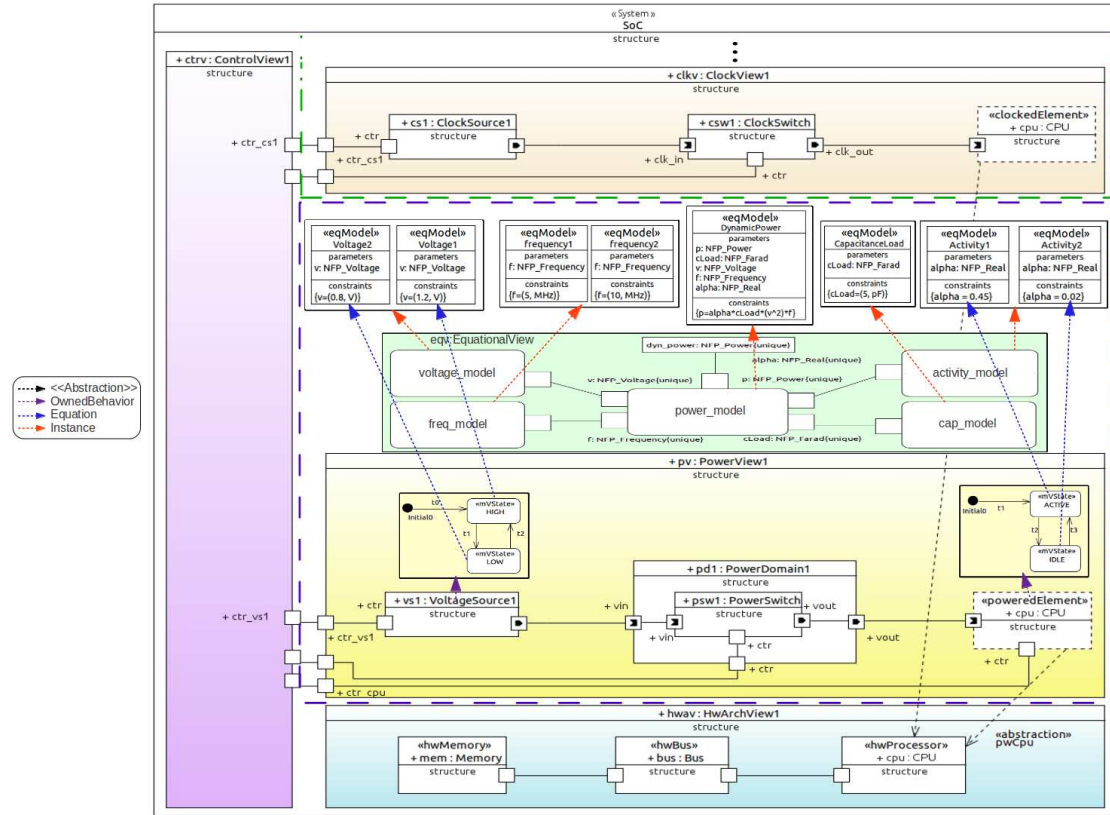 «System»
SoC
structure
+ ctrv : ControlView1
structure
+ clkv : ClockView1
structure
+ ctr_cs1
+ ctr
+ ctr_cs1
+ cs1 : ClockSource1
structure
+ clk_in
+ csw1 : ClockSwitch
structure
+ clk_out
+ ctr
«clockedElement»
+ cpu : CPU
structure
«eqModel»
Voltage2
parameters
v: NFP_Voltage
constraints
{v=(0.8, V)}
«eqModel»
Voltage1
parameters
v: NFP_Voltage
constraints
{v=(1.2, V)}
«eqModel»
frequency1
parameters
f: NFP_Frequency
constraints
{f=(5, MHz)}
«eqModel»
frequency2
parameters
f: NFP_Frequency
constraints
{f=(10, MHz)}
«eqModel»
DynamicPower
parameters
p: NFP_Power
cLoad: NFP_Farad
v: NFP_Voltage
f: NFP_Frequency
alpha: NFP_Real
constraints
{p=alpha*cLoad*(v^2)*f}
«eqModel»
CapacitanceLoad
parameters
cLoad: NFP_Farad
constraints
{cLoad=(5, pF)}
«eqModel»
Activity1
parameters
alpha: NFP_Real
constraints
{alpha = 0.45}
«eqModel»
Activity2
parameters
alpha: NFP_Real
constraints
{alpha = 0.02}
eqv:EquationalView
dyn_power: NFP_Power{unique}
alpha: NFP_Real{unique}
voltage_model
v: NFP_Voltage{unique}
p: NFP_Power{unique}
activity_model
freq_model
power_model
cap_model
f: NFP_Frequency{unique}
cLoad: NFP_Farad{unique}
<<Abstraction>>
OwnedBehavior
Equation
Instance
+ pv : PowerView1
structure
t0
Initial0
«mVState»
HIGH
t1
t2
«mVState»
LOW
Initial0
t1
«mVState»
ACTIVE
t2
t3
«mVState»
IDLE
+ ctr_vs1
+ ctr
+ ctr_vs1
+ vs1 : VoltageSource1
structure
+ pd1 : PowerDomain1
structure
+ vin
+ vin
+ psw1 : PowerSwitch
structure
+ vout
+ vout
+ ctr
+ ctr
«poweredElement»
+ cpu : CPU
structure
+ ctr
+ ctr_cpu
+ hwav : HwArchView1
structure
«hwMemory»
+ mem : Memory
structure
«hwBus»
+ bus : Bus
structure
«hwProcessor»
+ cpu : CPU
structure
«abstraction»
pwCpu